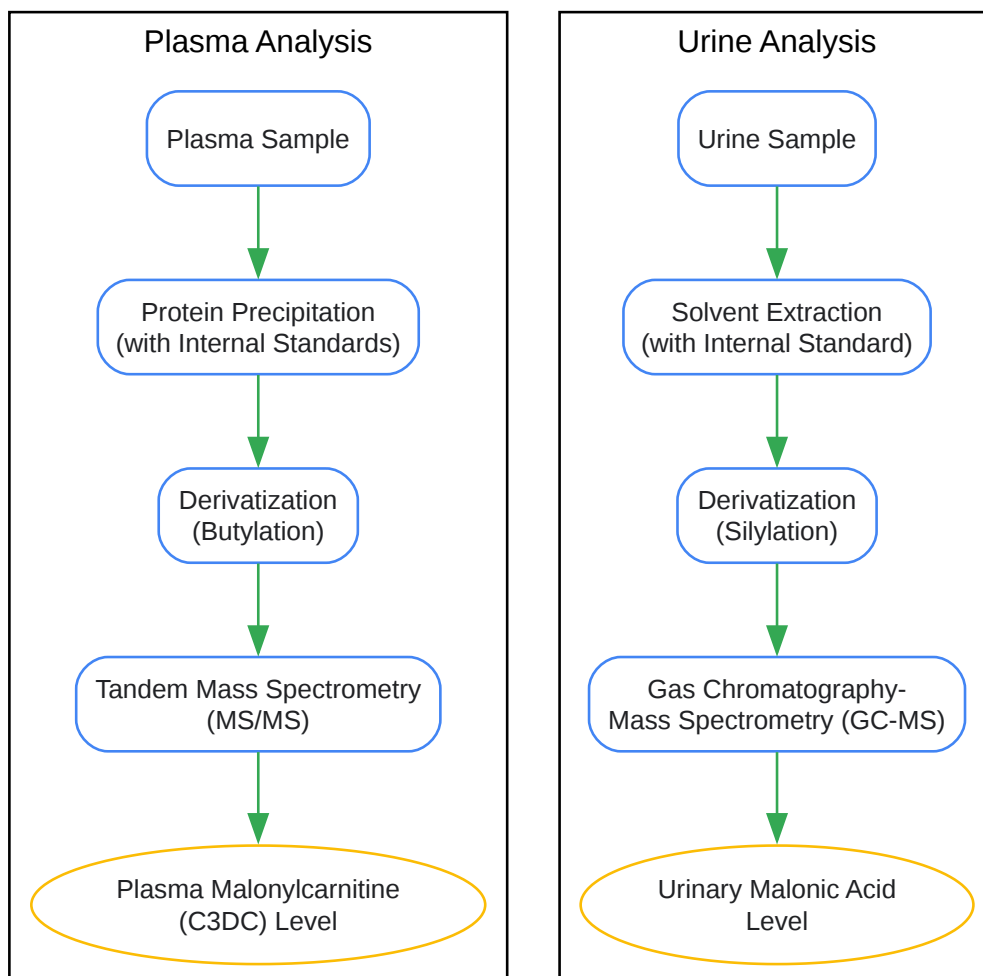 Plasma Analysis
Plasma Sample
Protein Precipitation
(with Internal Standards)
Derivatization
(Butylation)
Tandem Mass Spectrometry
(MS/MS)
Plasma Malonylcarnitine
(C3DC) Level
Urine Analysis
Urine Sample
Solvent Extraction
(with Internal Standard)
Derivatization
(Silylation)
Gas Chromatography-
Mass Spectrometry (GC-MS)
Urinary Malonic Acid
Level